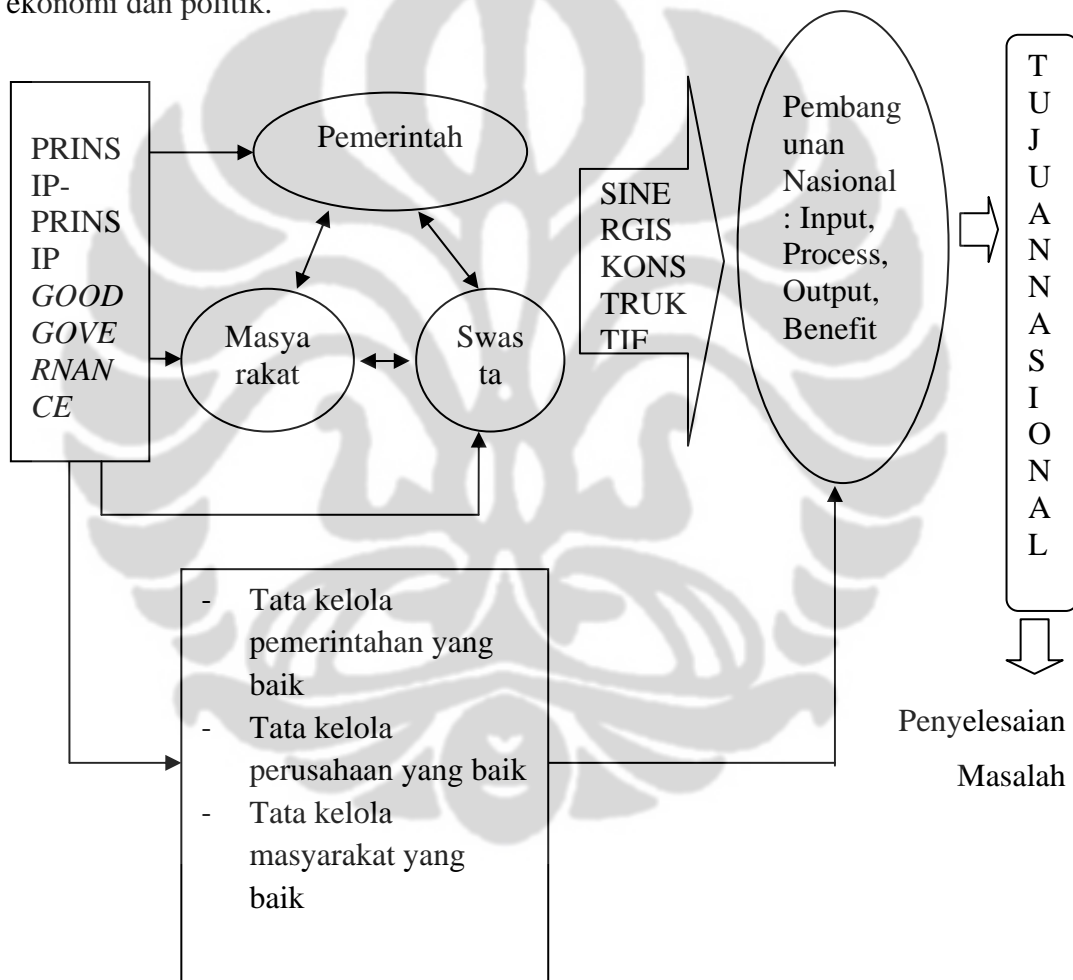 ekonomi dan politik.
PRINS
IP-
PRINS
IP
GOOD
GOVE
RNAN
CE
Pemerintah
Masya
rakat
Swas
ta
SINE
RGIS
KONS
TRUK
TIF
Pembang
unan
Nasional
: Input,
Process,
Output,
Benefit
T
U
J
U
A
N
N
A
S
I
O
N
A
L
- Tata kelola
pemerintahan yang
baik
- Tata kelola
perusahaan yang baik
- Tata kelola
masyarakat yang
baik
Penyelesaian
Masalah